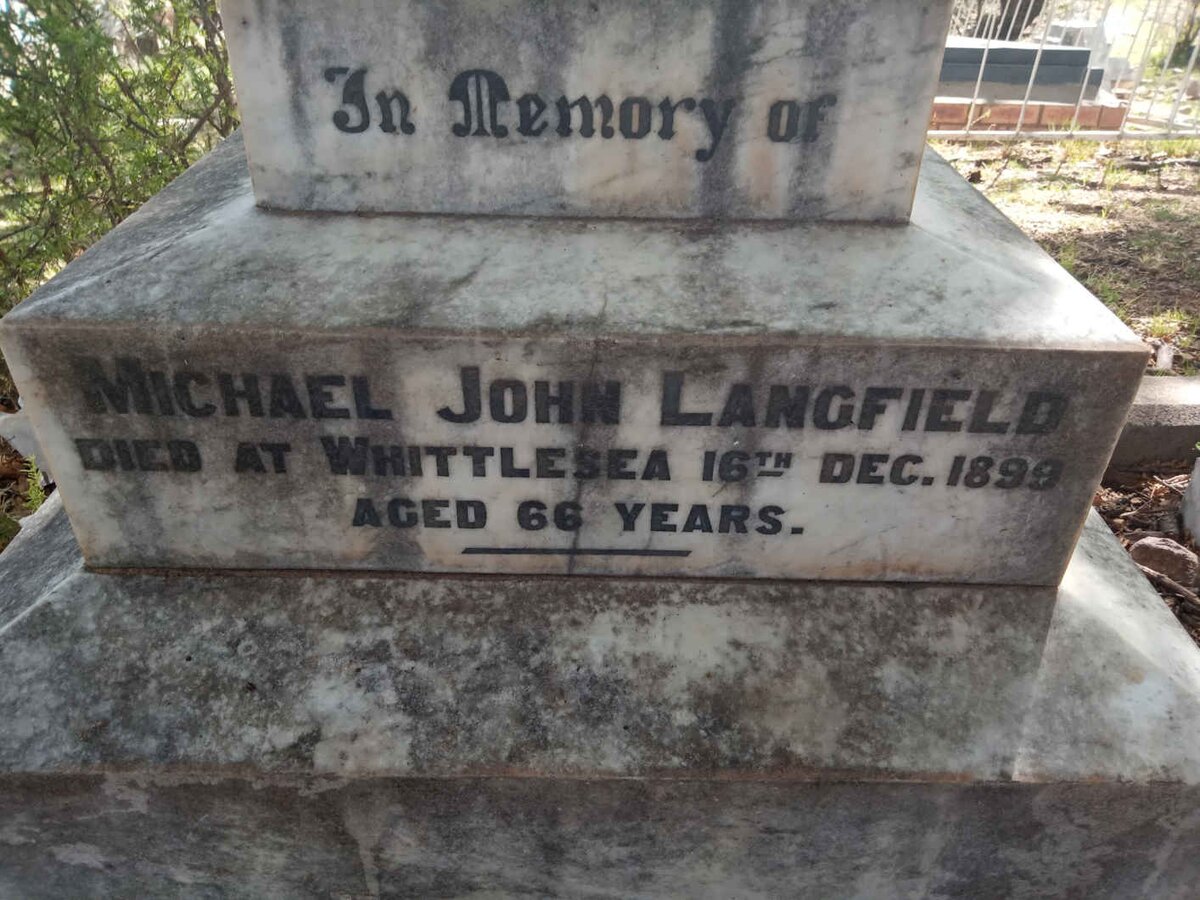 In Memory of
MICHAEL JOHN LANGFIELD
DIED AT WHITTLESEA 16TH DEC. 1899
AGED 66 YEARS.